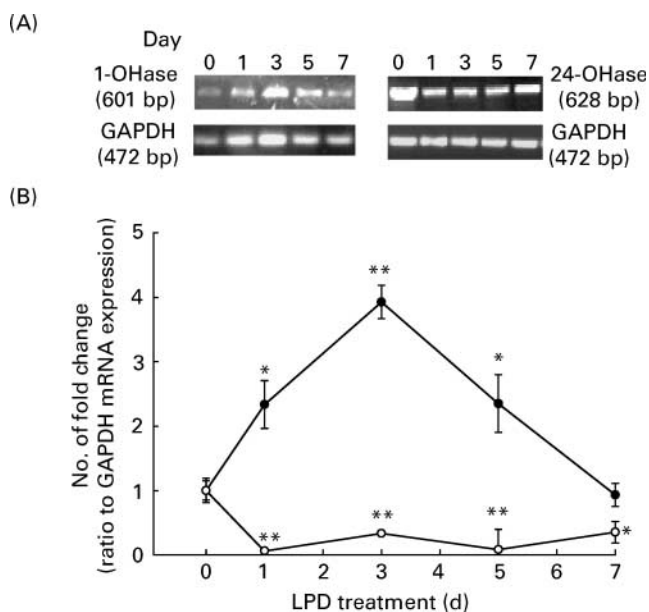 (A)
Day
0 1 3 5 7 0 1 3 5 7
1-OHase 24-OHase
(601 bp) (628 bp)
GAPDH GAPDH
(472 bp) (472 bp)
(B)
No. of fold change
(ratio to GAPDH mRNA expression)
5
4
3
2
1
0
**
*
*
**
**
**
*
0 1 2 3 4 5 6 7
LPD treatment (d)